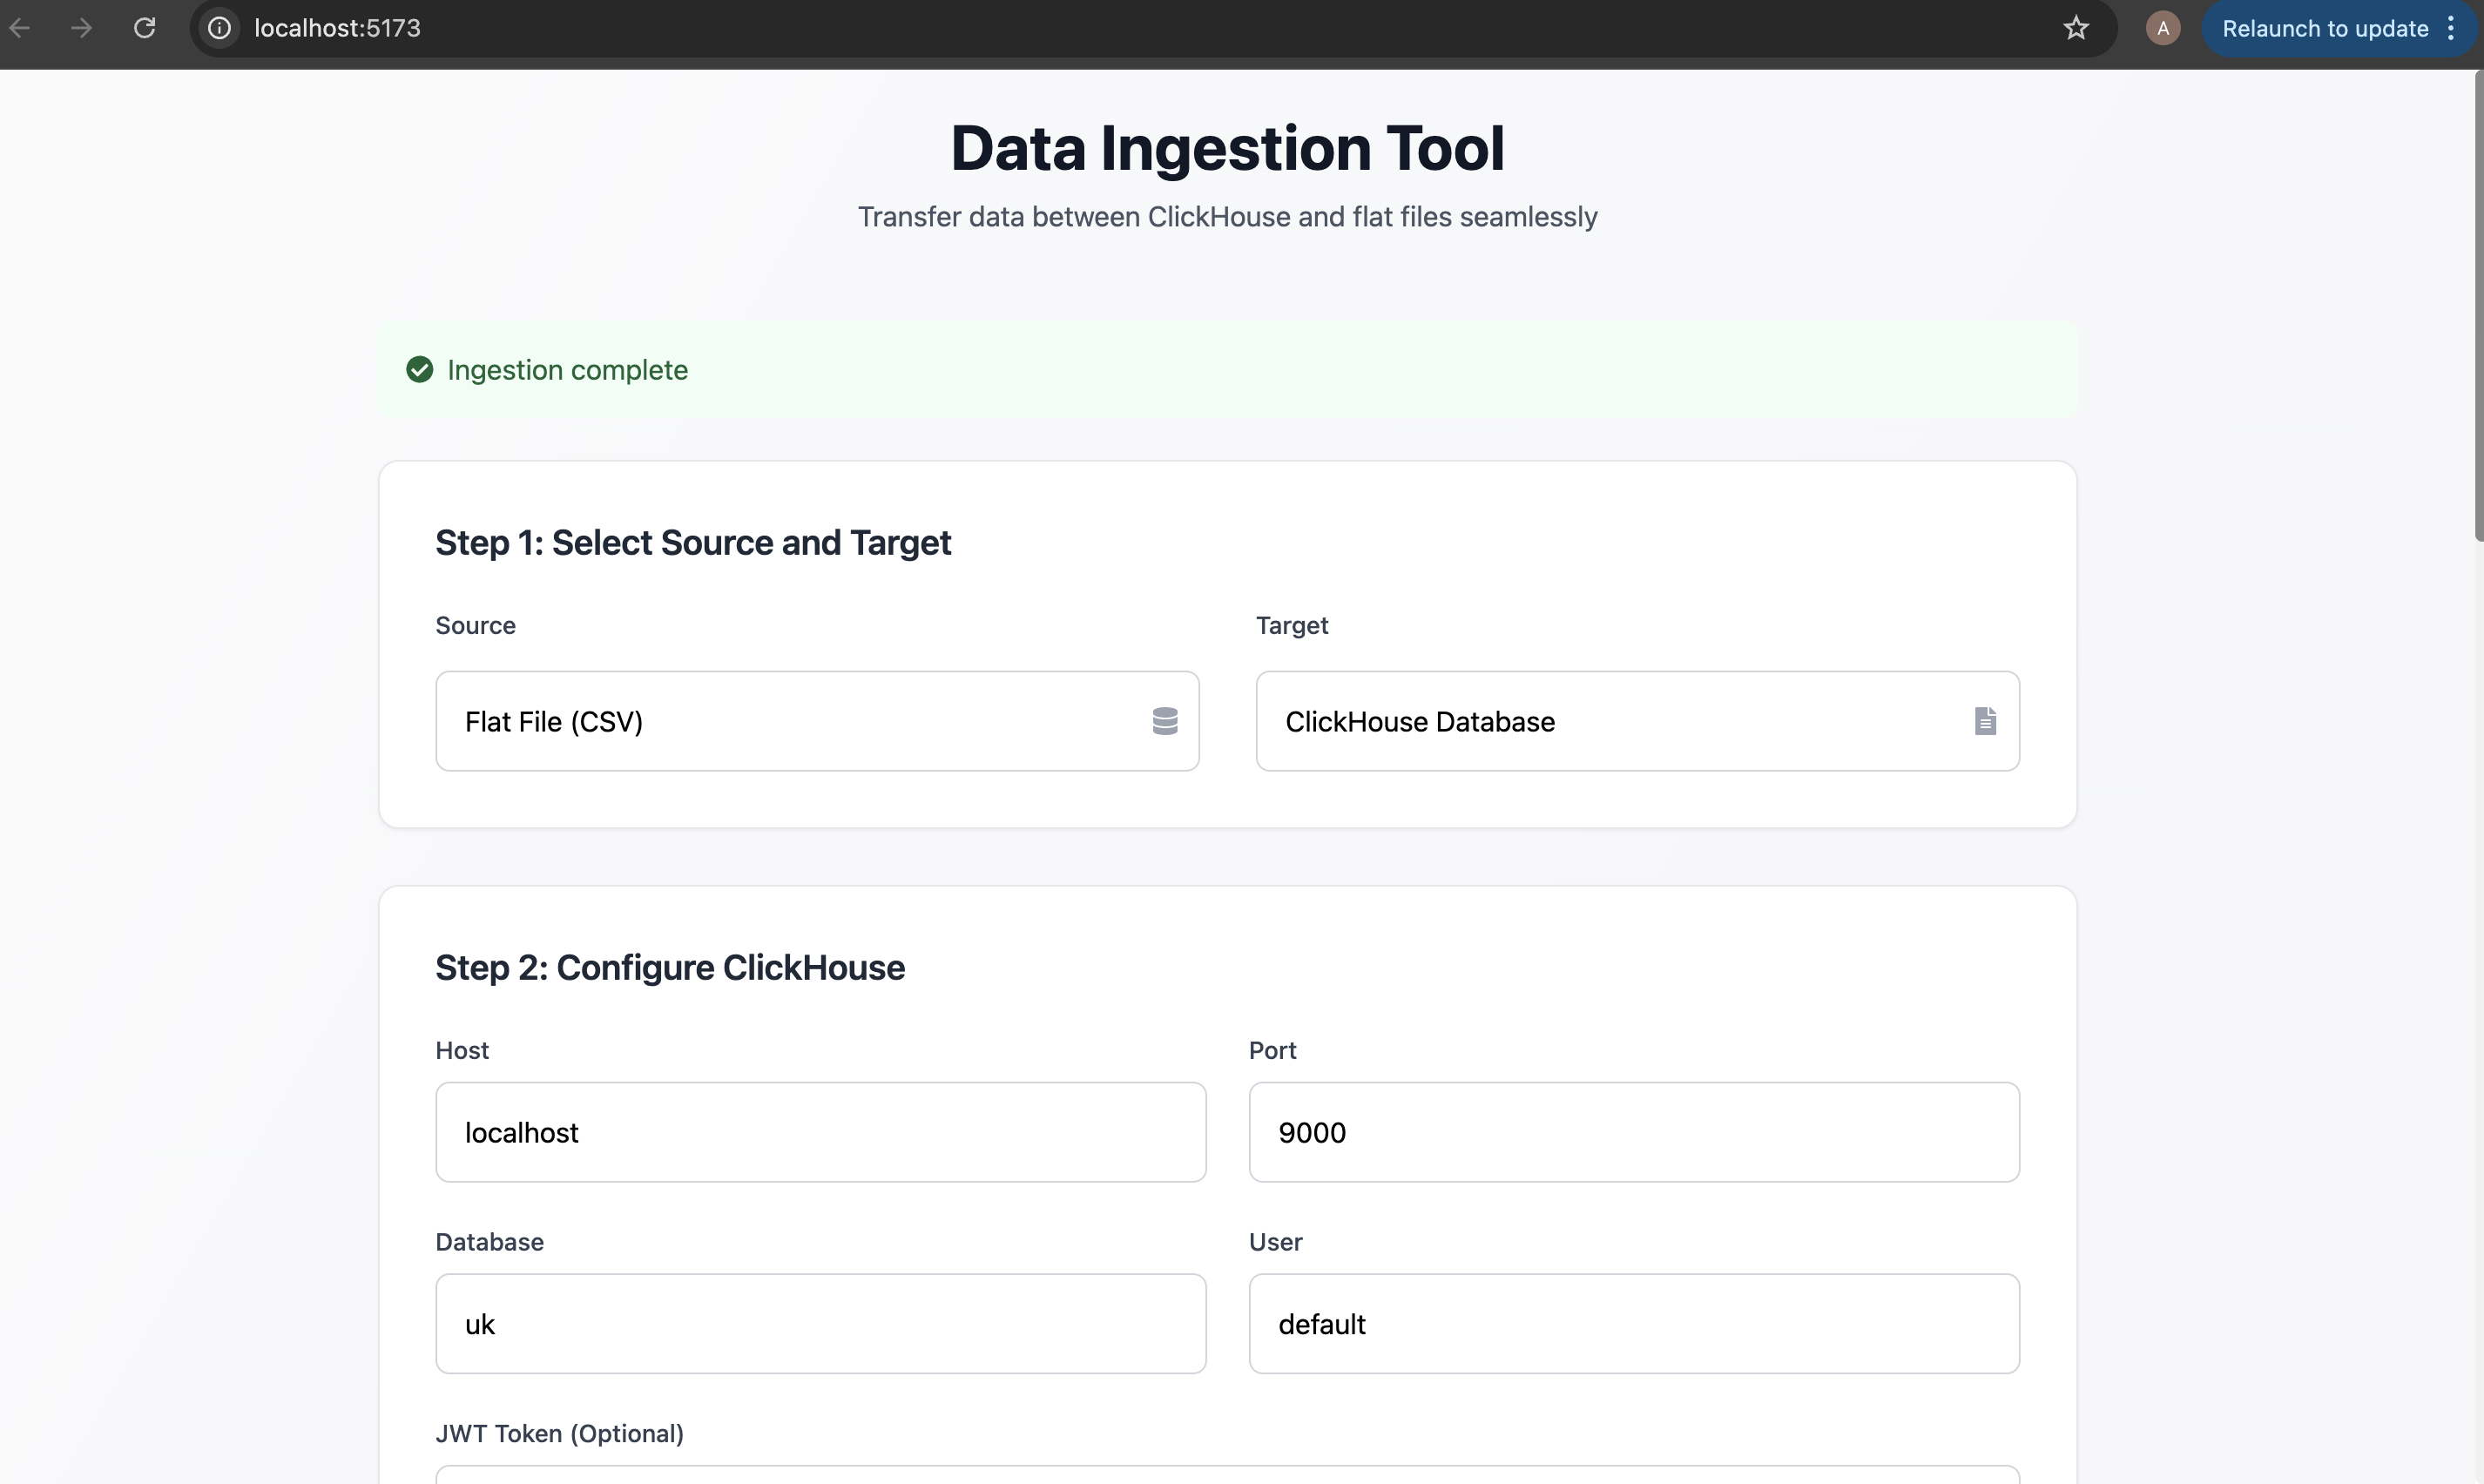 localhost:5173
A
Relaunch to update
Data Ingestion Tool
Transfer data between ClickHouse and flat files seamlessly
Ingestion complete
Step 1: Select Source and Target
Source
Target
Flat File (CSV)
ClickHouse Database
Step 2: Configure ClickHouse
Host
Port
localhost
9000
Database
User
uk
default
JWT Token (Optional)